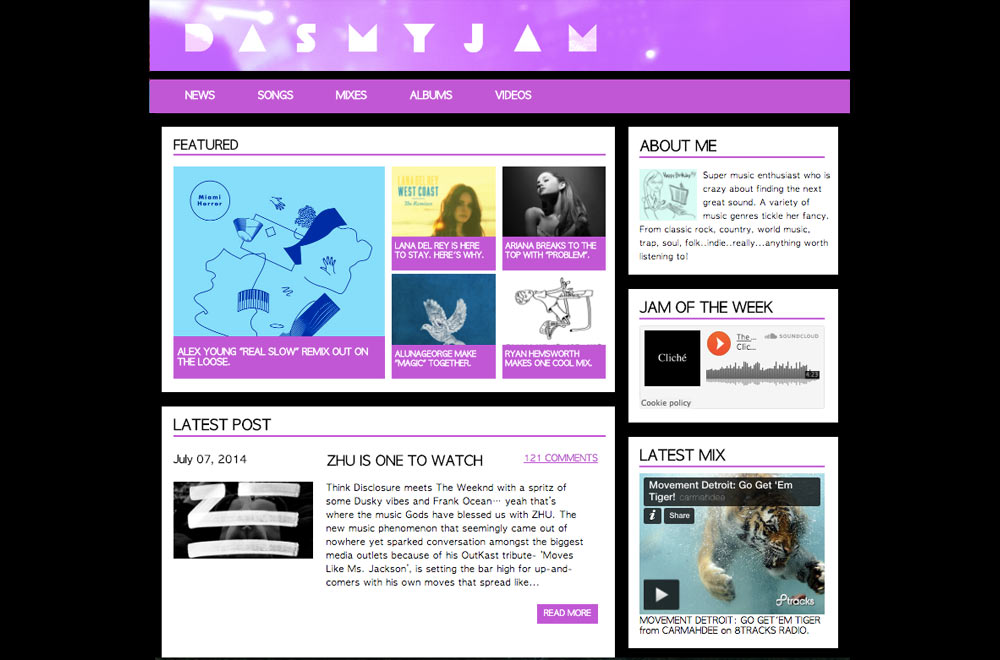 DASMYJAM
NEWS SONGS MIXES ALBUMS VIDEOS
FEATURED
Miami
Horror
ALEX YOUNG "REAL SLOW" REMIX OUT ON
THE LOOSE.
LANA DEL REY
WEST COAST
The Remixes
LANA DEL REY IS HERE
TO STAY. HERE'S WHY.
ARIANA BREAKS TO THE
TOP WITH "PROBLEM".
ALUNAGEORGE MAKE
"MAGIC" TOGETHER.
RYAN HEMSWORTH
MAKES ONE COOL MIX.
LATEST POST
July 07, 2014
ZHU IS ONE TO WATCH
121 COMMENTS
Think Disclosure meets The Weeknd with a spritz of
some Dusky vibes and Frank Ocean... yeah that's
where the music Gods have blessed us with ZHU. The
new music phenomenon that seemingly came out of
nowhere yet sparked conversation amongst the biggest
media outlets because of his OutKast tribute- 'Moves
Like Ms. Jackson', is setting the bar high for up-and-
comers with his own moves that spread like...
READ MORE
ABOUT ME
Happy Birthday
Super music enthusiast who is
crazy about finding the next
great sound. A variety of
music genres tickle her fancy.
From classic rock, country, world music,
trap, soul, folk..indie..really...anything worth
listening to!
JAM OF THE WEEK
Cliché
The...
Clic...
SOUNDCLOUD
4:23
Cookie policy
LATEST MIX
Movement Detroit: Go Get 'Em
Tiger! carmahdea
i Share
8tracks
MOVEMENT DETROIT: GO GET'EM TIGER
from CARMAHDEE on 8TRACKS RADIO.